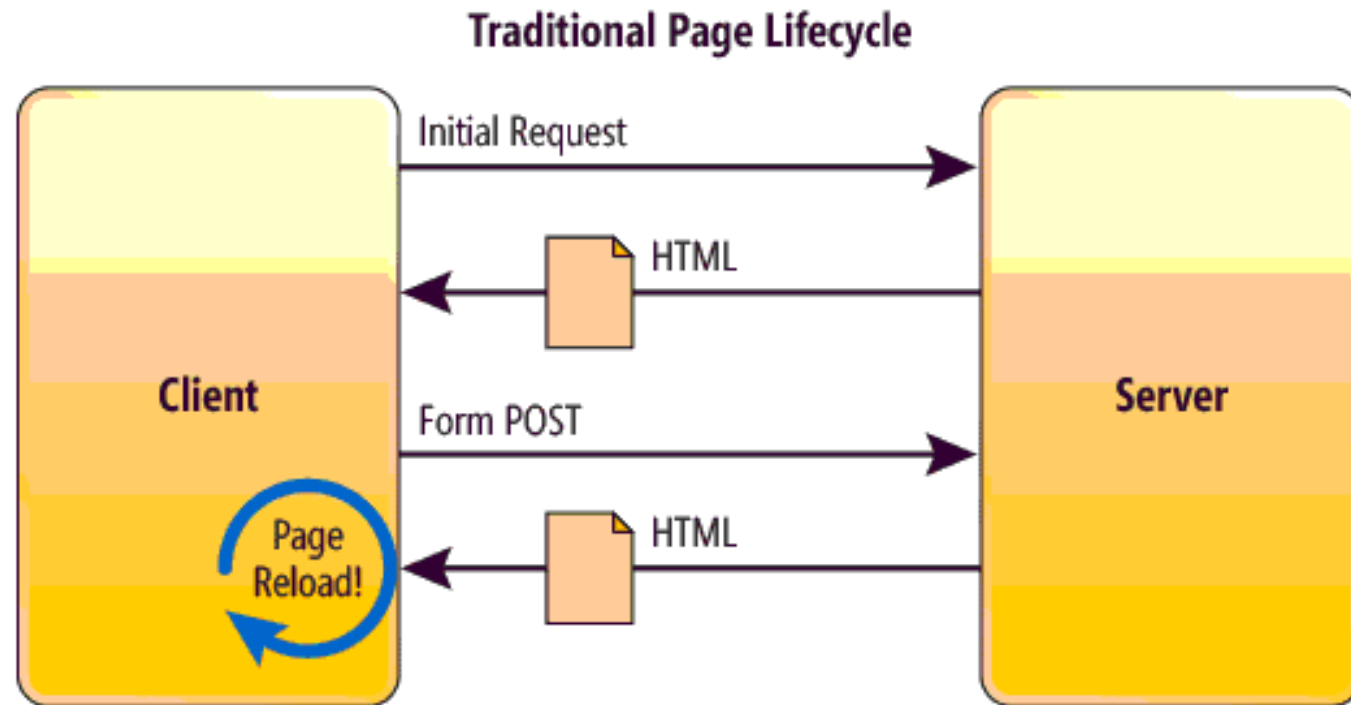 Traditional Page Lifecycle
Initial Request
HTML
Client
Server
Form POST
HTML
Page
Reload!